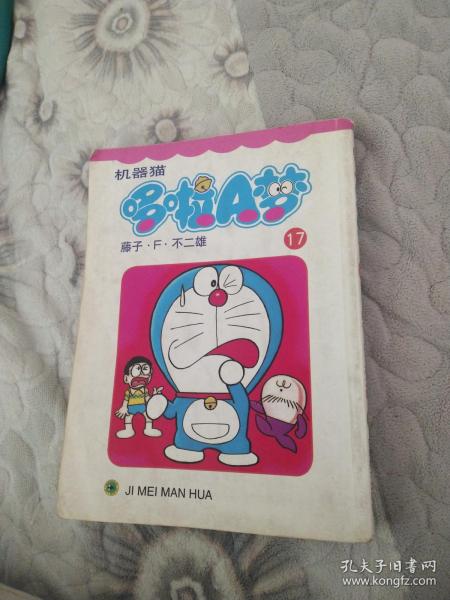 机器猫
哆啦A梦
藤子·F·不二雄
17
JI MEI MAN HUA
孔夫子旧书网
www.kongfz.com